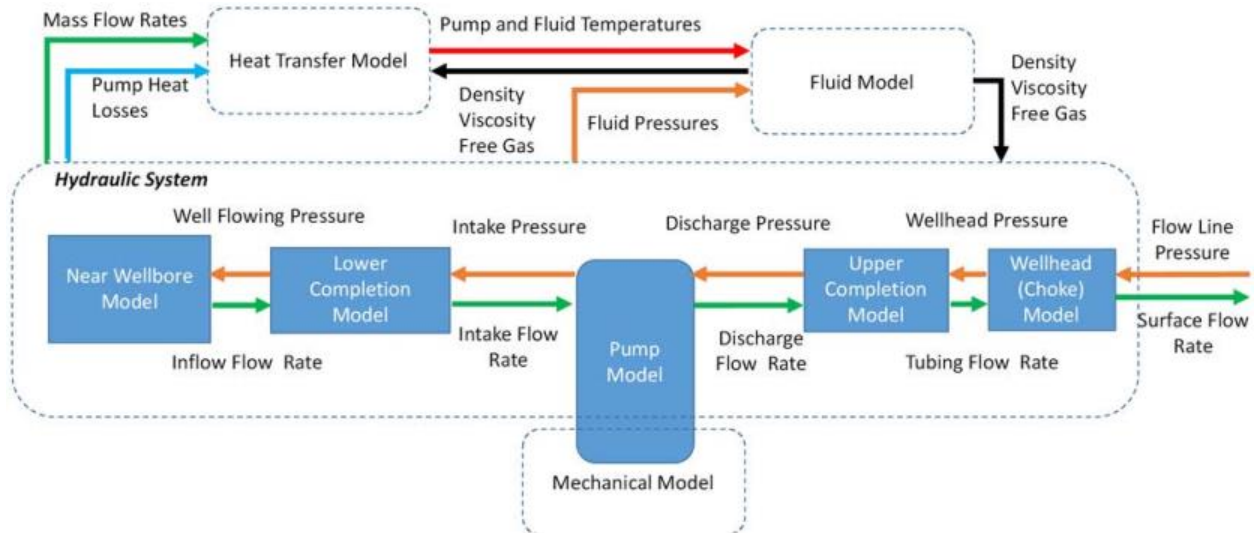 Mass Flow Rates
Pump Heat
Losses
Heat Transfer Model
Pump and Fluid Temperatures
Density
Viscosity
Free Gas
Fluid Pressures
Fluid Model
Density
Viscosity
Free Gas
Hydraulic System
Well Flowing Pressure
Intake Pressure
Discharge Pressure
Wellhead Pressure
Flow Line
Pressure
Near Wellbore
Model
Lower
Completion
Model
Pump
Model
Upper
Completion
Model
Wellhead
(Choke)
Model
Inflow Flow Rate
Intake Flow
Rate
Discharge
Flow Rate
Tubing Flow Rate
Surface Flow
Rate
Mechanical Model